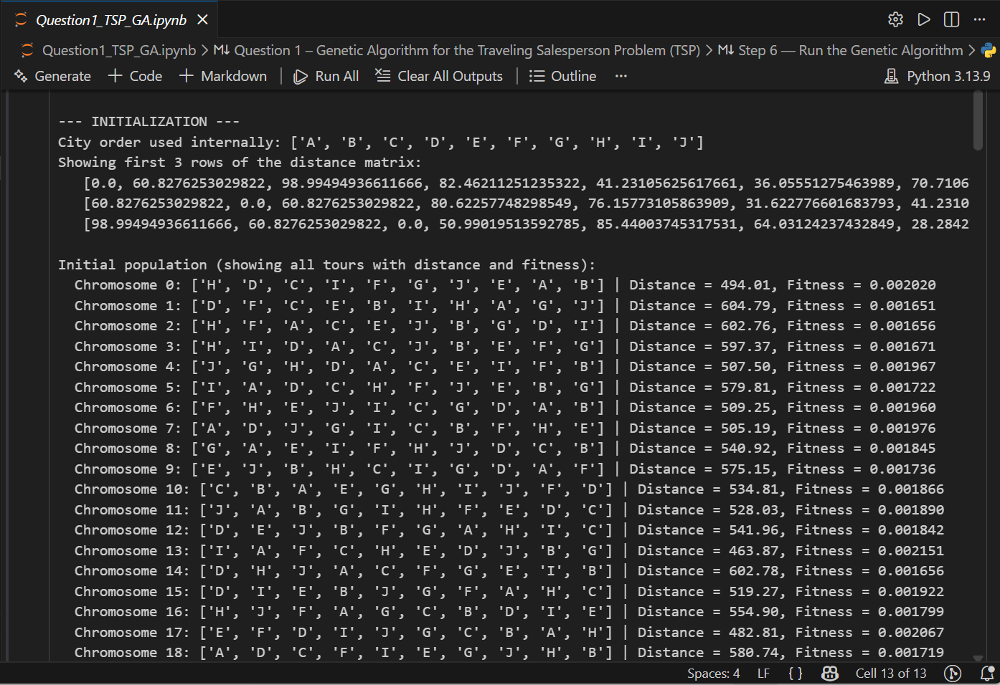 Question1_TSP_GA.ipynb
Question1_TSP_GA.ipynb > M↓ Question 1 – Genetic Algorithm for the Traveling Salesperson Problem (TSP) > M↓ Step 6 — Run the Genetic Algorithm >
Generate + Code + Markdown | Run All Clear All Outputs | Outline ··· Python 3.13.9
--- INITIALIZATION ---
City order used internally: ['A', 'B', 'C', 'D', 'E', 'F', 'G', 'H', 'I', 'J']
Showing first 3 rows of the distance matrix:
[0.0, 60.8276253029822, 98.99494936611666, 82.46211251235322, 41.23105625617661, 36.05551275463989, 70.7106
[60.8276253029822, 0.0, 60.8276253029822, 80.62257748298549, 76.15773105863909, 31.622776601683793, 41.2310
[98.99494936611666, 60.8276253029822, 0.0, 50.99019513592785, 85.44003745317531, 64.03124237432849, 28.2842
Initial population (showing all tours with distance and fitness):
Chromosome 0: ['H', 'D', 'C', 'I', 'F', 'G', 'J', 'E', 'A', 'B'] | Distance = 494.01, Fitness = 0.002020
Chromosome 1: ['D', 'F', 'C', 'E', 'B', 'I', 'H', 'A', 'G', 'J'] | Distance = 604.79, Fitness = 0.001651
Chromosome 2: ['H', 'F', 'A', 'C', 'E', 'J', 'B', 'G', 'D', 'I'] | Distance = 602.76, Fitness = 0.001656
Chromosome 3: ['H', 'I', 'D', 'A', 'C', 'J', 'B', 'E', 'F', 'G'] | Distance = 597.37, Fitness = 0.001671
Chromosome 4: ['J', 'G', 'H', 'D', 'A', 'C', 'E', 'I', 'F', 'B'] | Distance = 507.50, Fitness = 0.001967
Chromosome 5: ['I', 'A', 'D', 'C', 'H', 'F', 'J', 'E', 'B', 'G'] | Distance = 579.81, Fitness = 0.001722
Chromosome 6: ['F', 'H', 'E', 'J', 'I', 'C', 'G', 'D', 'A', 'B'] | Distance = 509.25, Fitness = 0.001960
Chromosome 7: ['A', 'D', 'J', 'G', 'I', 'C', 'B', 'F', 'H', 'E'] | Distance = 505.19, Fitness = 0.001976
Chromosome 8: ['G', 'A', 'E', 'I', 'F', 'H', 'J', 'D', 'C', 'B'] | Distance = 540.92, Fitness = 0.001845
Chromosome 9: ['E', 'J', 'B', 'H', 'C', 'I', 'G', 'D', 'A', 'F'] | Distance = 575.15, Fitness = 0.001736
Chromosome 10: ['C', 'B', 'A', 'E', 'G', 'H', 'I', 'J', 'F', 'D'] | Distance = 534.81, Fitness = 0.001866
Chromosome 11: ['J', 'A', 'B', 'G', 'I', 'H', 'F', 'E', 'D', 'C'] | Distance = 528.03, Fitness = 0.001890
Chromosome 12: ['D', 'E', 'J', 'B', 'F', 'G', 'A', 'H', 'I', 'C'] | Distance = 541.96, Fitness = 0.001842
Chromosome 13: ['I', 'A', 'F', 'C', 'H', 'E', 'D', 'J', 'B', 'G'] | Distance = 463.87, Fitness = 0.002151
Chromosome 14: ['D', 'H', 'J', 'A', 'C', 'F', 'G', 'E', 'I', 'B'] | Distance = 602.78, Fitness = 0.001656
Chromosome 15: ['D', 'I', 'E', 'B', 'J', 'G', 'F', 'A', 'H', 'C'] | Distance = 519.27, Fitness = 0.001922
Chromosome 16: ['H', 'J', 'F', 'A', 'G', 'C', 'B', 'D', 'I', 'E'] | Distance = 554.90, Fitness = 0.001799
Chromosome 17: ['E', 'F', 'D', 'I', 'J', 'G', 'C', 'B', 'A', 'H'] | Distance = 482.81, Fitness = 0.002067
Chromosome 18: ['A', 'D', 'C', 'F', 'I', 'E', 'G', 'J', 'H', 'B'] | Distance = 580.74, Fitness = 0.001719
Spaces: 4 LF { } Cell 13 of 13